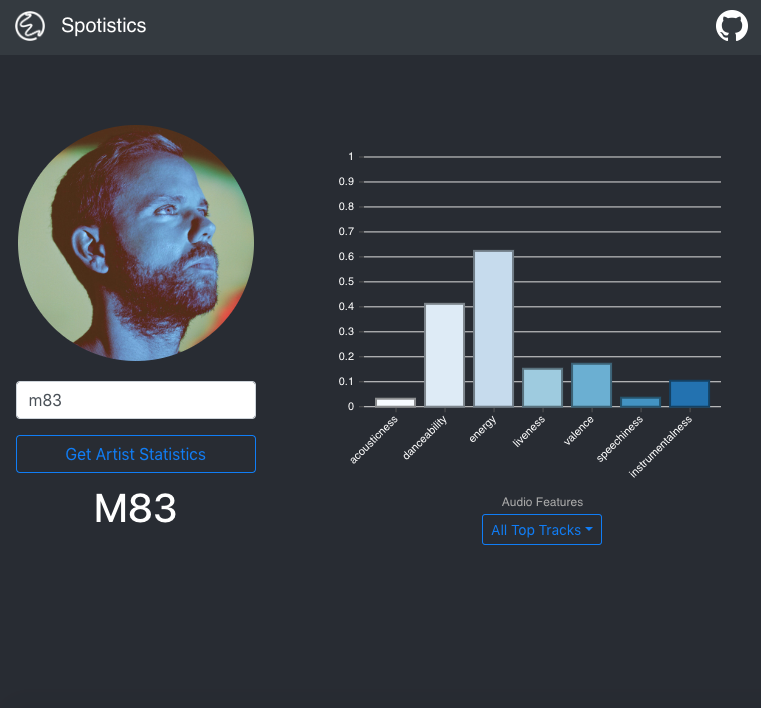 Spotistics
m83
Get Artist Statistics
M83
1
0.9
0.8
0.7
0.6
0.5
0.4
0.3
0.2
0.1
0
acousticness
danceability
energy
liveness
valence
speechiness
instrumentalness
Audio Features
All Top Tracks